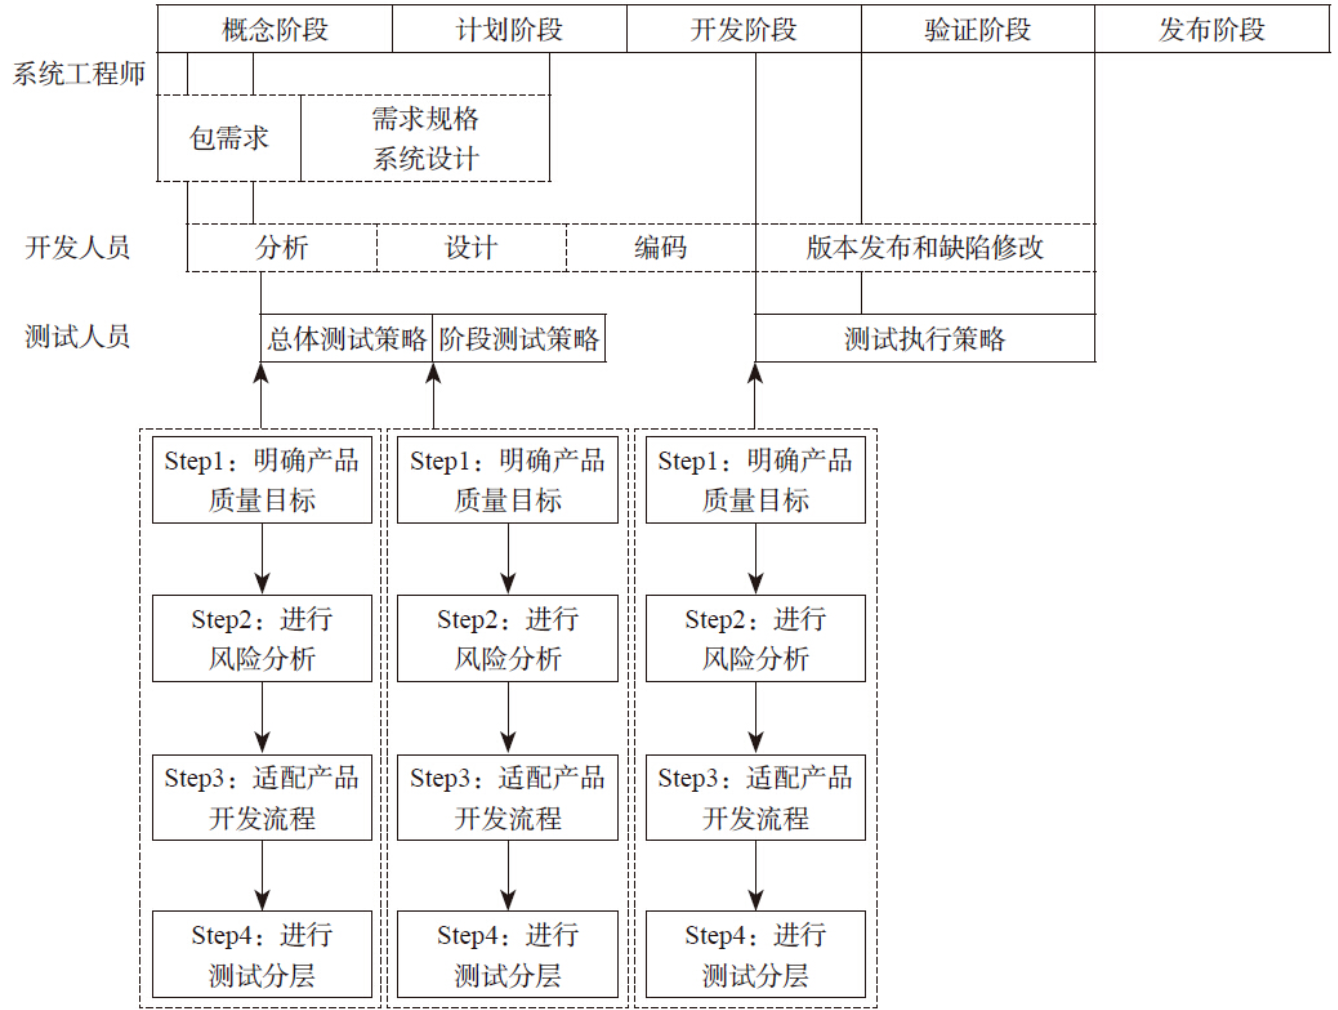 概念阶段 计划阶段 开发阶段 验证阶段 发布阶段
系统工程师
包需求
需求规格
系统设计
开发人员 分析 设计 编码 版本发布和缺陷修改
测试人员 总体测试策略 阶段测试策略 测试执行策略
Step1：明确产品
质量目标
Step2：进行
风险分析
Step3：适配产品
开发流程
Step4：进行
测试分层
Step1：明确产品
质量目标
Step2：进行
风险分析
Step3：适配产品
开发流程
Step4：进行
测试分层
Step1：明确产品
质量目标
Step2：进行
风险分析
Step3：适配产品
开发流程
Step4：进行
测试分层